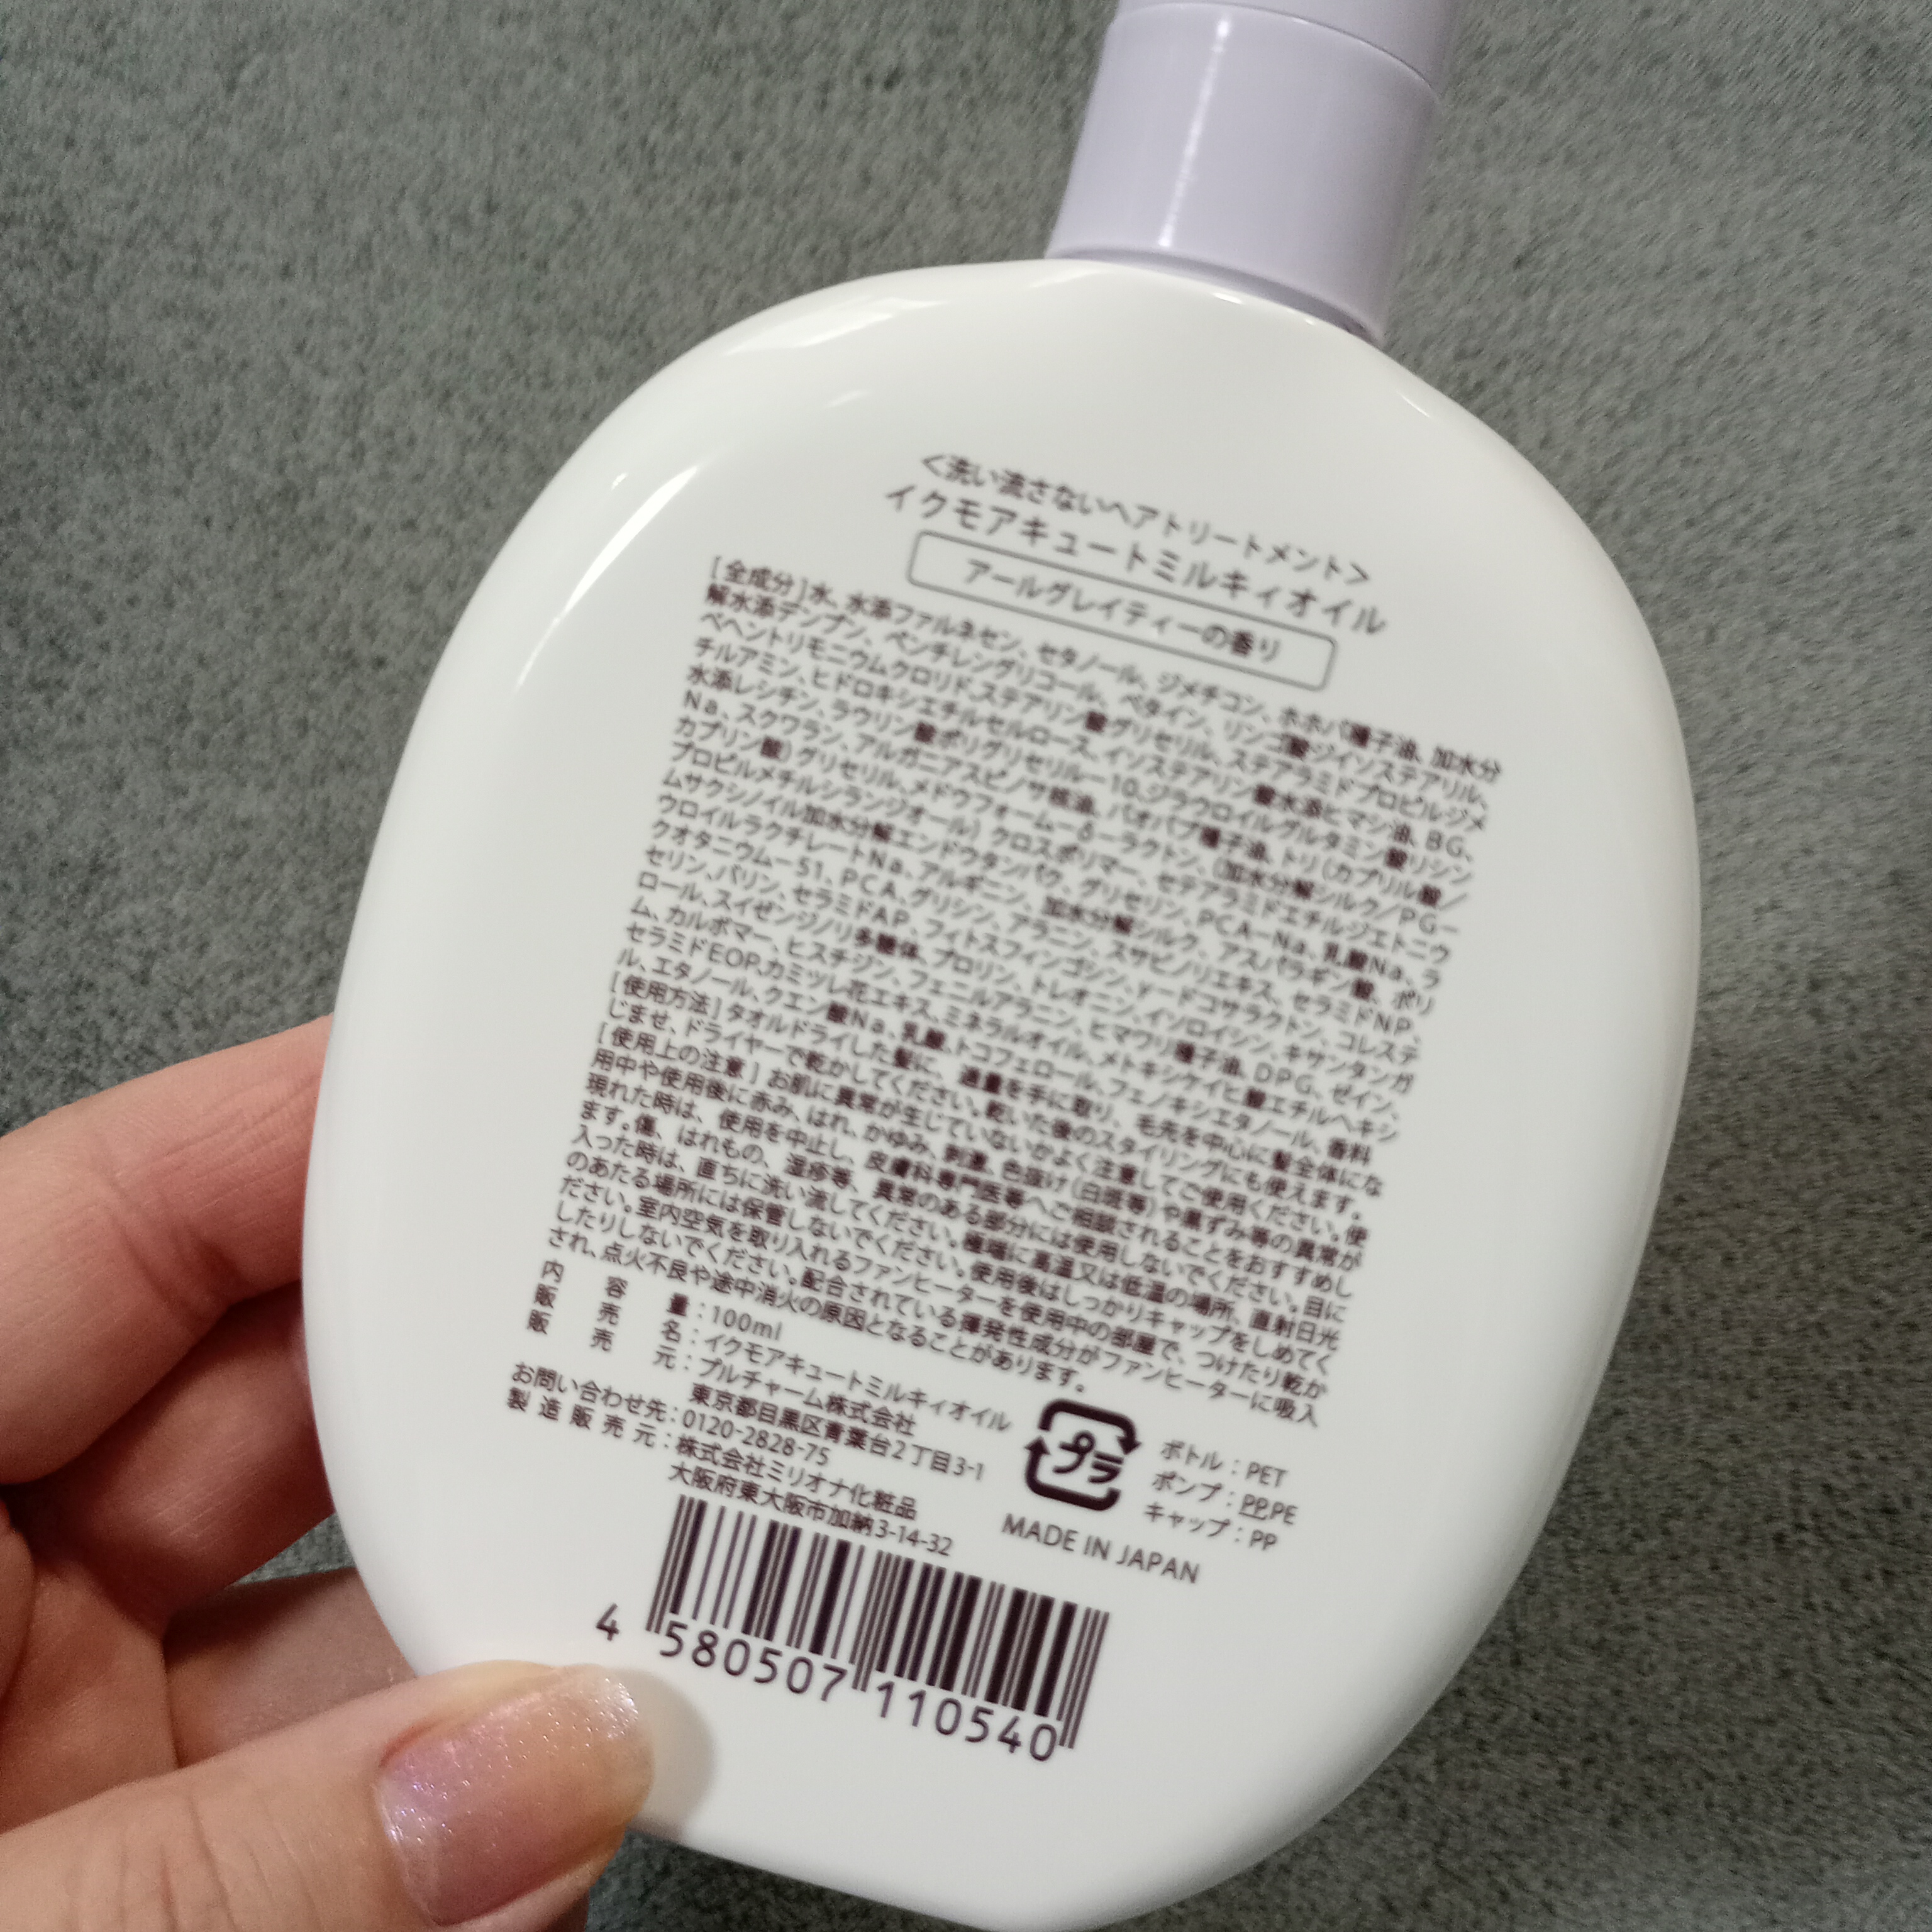 <洗い流さないヘアトリートメント>
イクモアキュートミルキィオイル
アールグレイティーの香り
[全成分]水、水添ファルネセン、セタノール、ジメチコン、ホホバ種子油、加水分
解水添デンプン、ペンチレングリコール、ベタイン、リンゴ酸ジイソステアリル、
ベヘントリモニウムクロリド、ステアリン酸グリセリル、ステアラミドプロピルジメ
チルアミン、ヒドロキシエチルセルロース、イソステアリン酸水添ヒマシ油、BG、
水添レシチン、ラウリン酸ポリグリセリル-10、ジラウロイルグルタミン酸リシン
Na、スクワラン、アルガニアスピノサ核油、バオバブ種子油、トリ(カプリル酸/
カプリン酸)グリセリル、メドウフォーム-δ-ラクトン、(加水分解シルク/PG-
プロピルメチルシランジオール)クロスポリマー、セテアラミドエチルジエトニウ
ムサクシノイル加水分解エンドウタンパク、グリセリン、PCA-Na、乳酸Na、ラ
ウロイルラクチレートNa、アルギニン、加水分解シルク、アスパラギン酸、ポリ
クオタニウム-51、PCA、グリシン、アラニン、スサビノリエキス、セラミドNP、
セリン、バリン、セラミドAP、フィトスフィンゴシン、γ-ドコサラクトン、コレステ
ロール、スイゼンジノリ多糖体、プロリン、トレオニン、イソロイシン、キサンタンガ
ム、カルボマー、ヒスチジン、フェニルアラニン、ヒマワリ種子油、DPG、ゼイン、
セラミドEOP、カミツレ花エキス、ミネラルオイル、メトキシケイヒ酸エチルヘキシ
ル、エタノール、クエン酸Na、乳酸、トコフェロール、フェノキシエタノール、香料
[使用方法]タオルドライした髪に、適量を手に取り、毛先を中心に髪全体にな
じませ、ドライヤーで乾かしてください。乾いた後のスタイリングにも使えます。
[使用上の注意]お肌に異常が生じていないかよく注意してご使用ください。使
用中や使用後に赤み、はれ、かゆみ、刺激、色抜け(白斑等)や黒ずみ等の異常が
現れた時は、使用を中止し、皮膚科専門医等へご相談されることをおすすめし
ます。傷、はれもの、湿疹等、異常のある部分には使用しないでください。目に
入った時は、直ちに洗い流してください。極端に高温又は低温の場所、直射日光
のあたる場所には保管しないでください。使用後はしっかりキャップをしめてく
ださい。室内空気を取り入れるファンヒーターを使用中の部屋で、つけたり乾か
したりしないでください。配合されている揮発性成分がファンヒーターに吸入
され、点火不良や途中消火の原因となることがあります。
内容量:100ml
販売名:イクモアキュートミルキィオイル
販売元:プルチャーム株式会社
東京都目黒区青葉台2丁目3-1
お問い合わせ先:0120-2828-75
製造販売元:株式会社ミリオナ化粧品
大阪府東大阪市加納3-14-32
プラ
ボトル:PET
ポンプ:PP,PE
キャップ:PP
MADE IN JAPAN
4 580507 110540